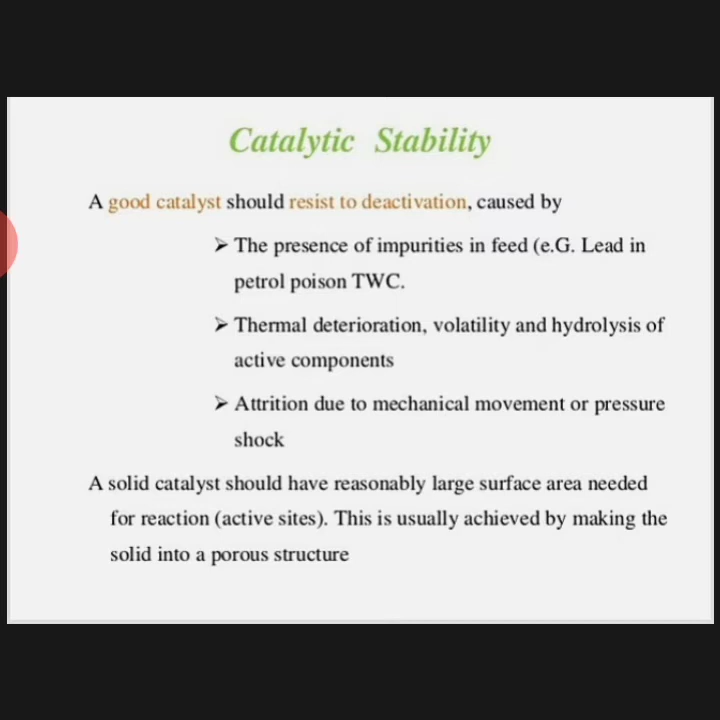 Catalytic Stability
A good catalyst should resist to deactivation, caused by
➢ The presence of impurities in feed (e.G. Lead in
petrol poison TWC.
➢ Thermal deterioration, volatility and hydrolysis of
active components
➢ Attrition due to mechanical movement or pressure
shock
A solid catalyst should have reasonably large surface area needed
for reaction (active sites). This is usually achieved by making the
solid into a porous structure